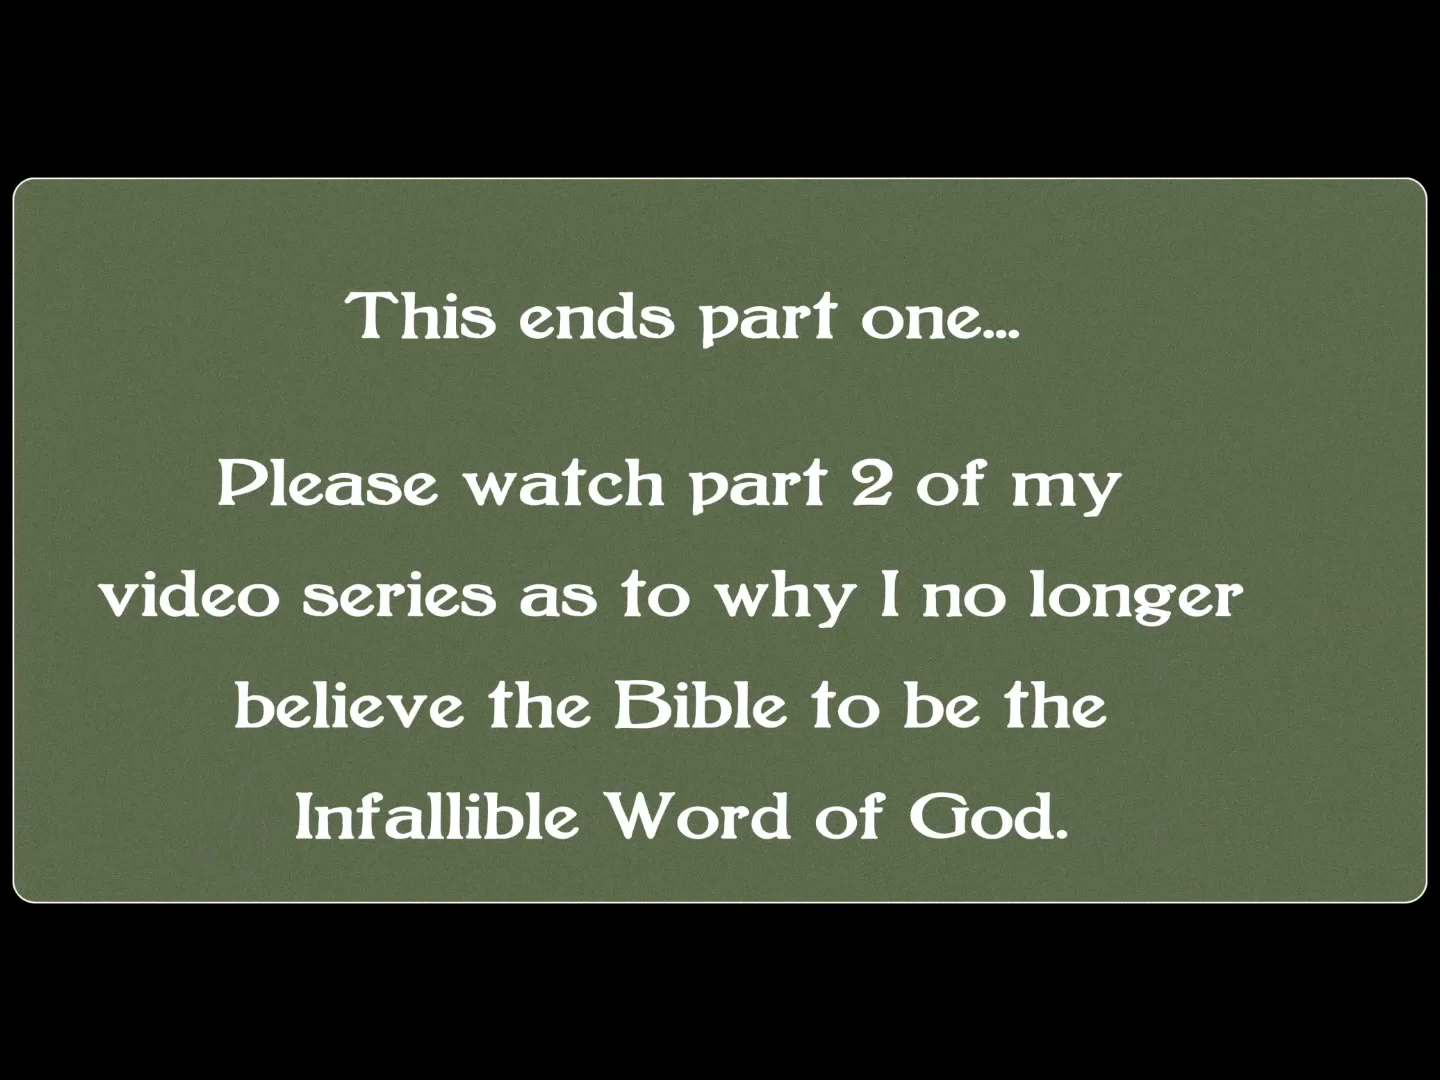 This ends part one...
Please watch part 2 of my
video series as to why I no longer
believe the Bible to be the
Infallible Word of God.